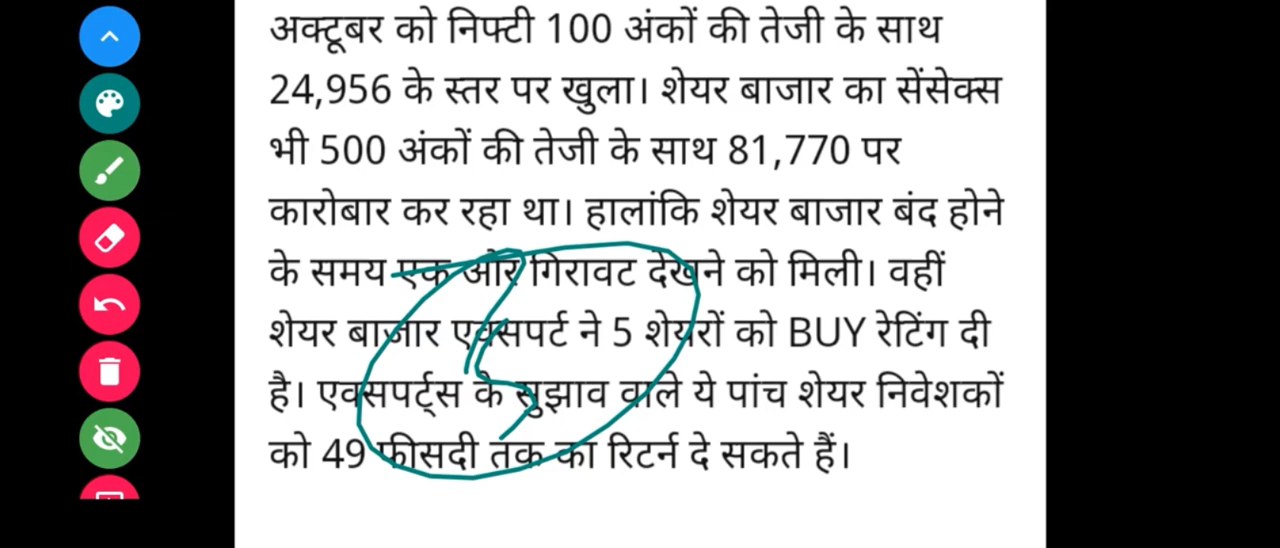 अक्टूबर को निफ्टी 100 अंकों की तेजी के साथ
24,956 के स्तर पर खुला। शेयर बाजार का सेंसेक्स
भी 500 अंकों की तेजी के साथ 81,770 पर
कारोबार कर रहा था। हालांकि शेयर बाजार बंद होने
के समय एक ओर गिरावट देखने को मिली। वहीं
शेयर बाजार एक्सपर्ट ने 5 शेयरों को BUY रेटिंग दी
है। एक्सपर्ट्स के सुझाव वाले ये पांच शेयर निवेशकों
को 49 फीसदी तक का रिटर्न दे सकते हैं।